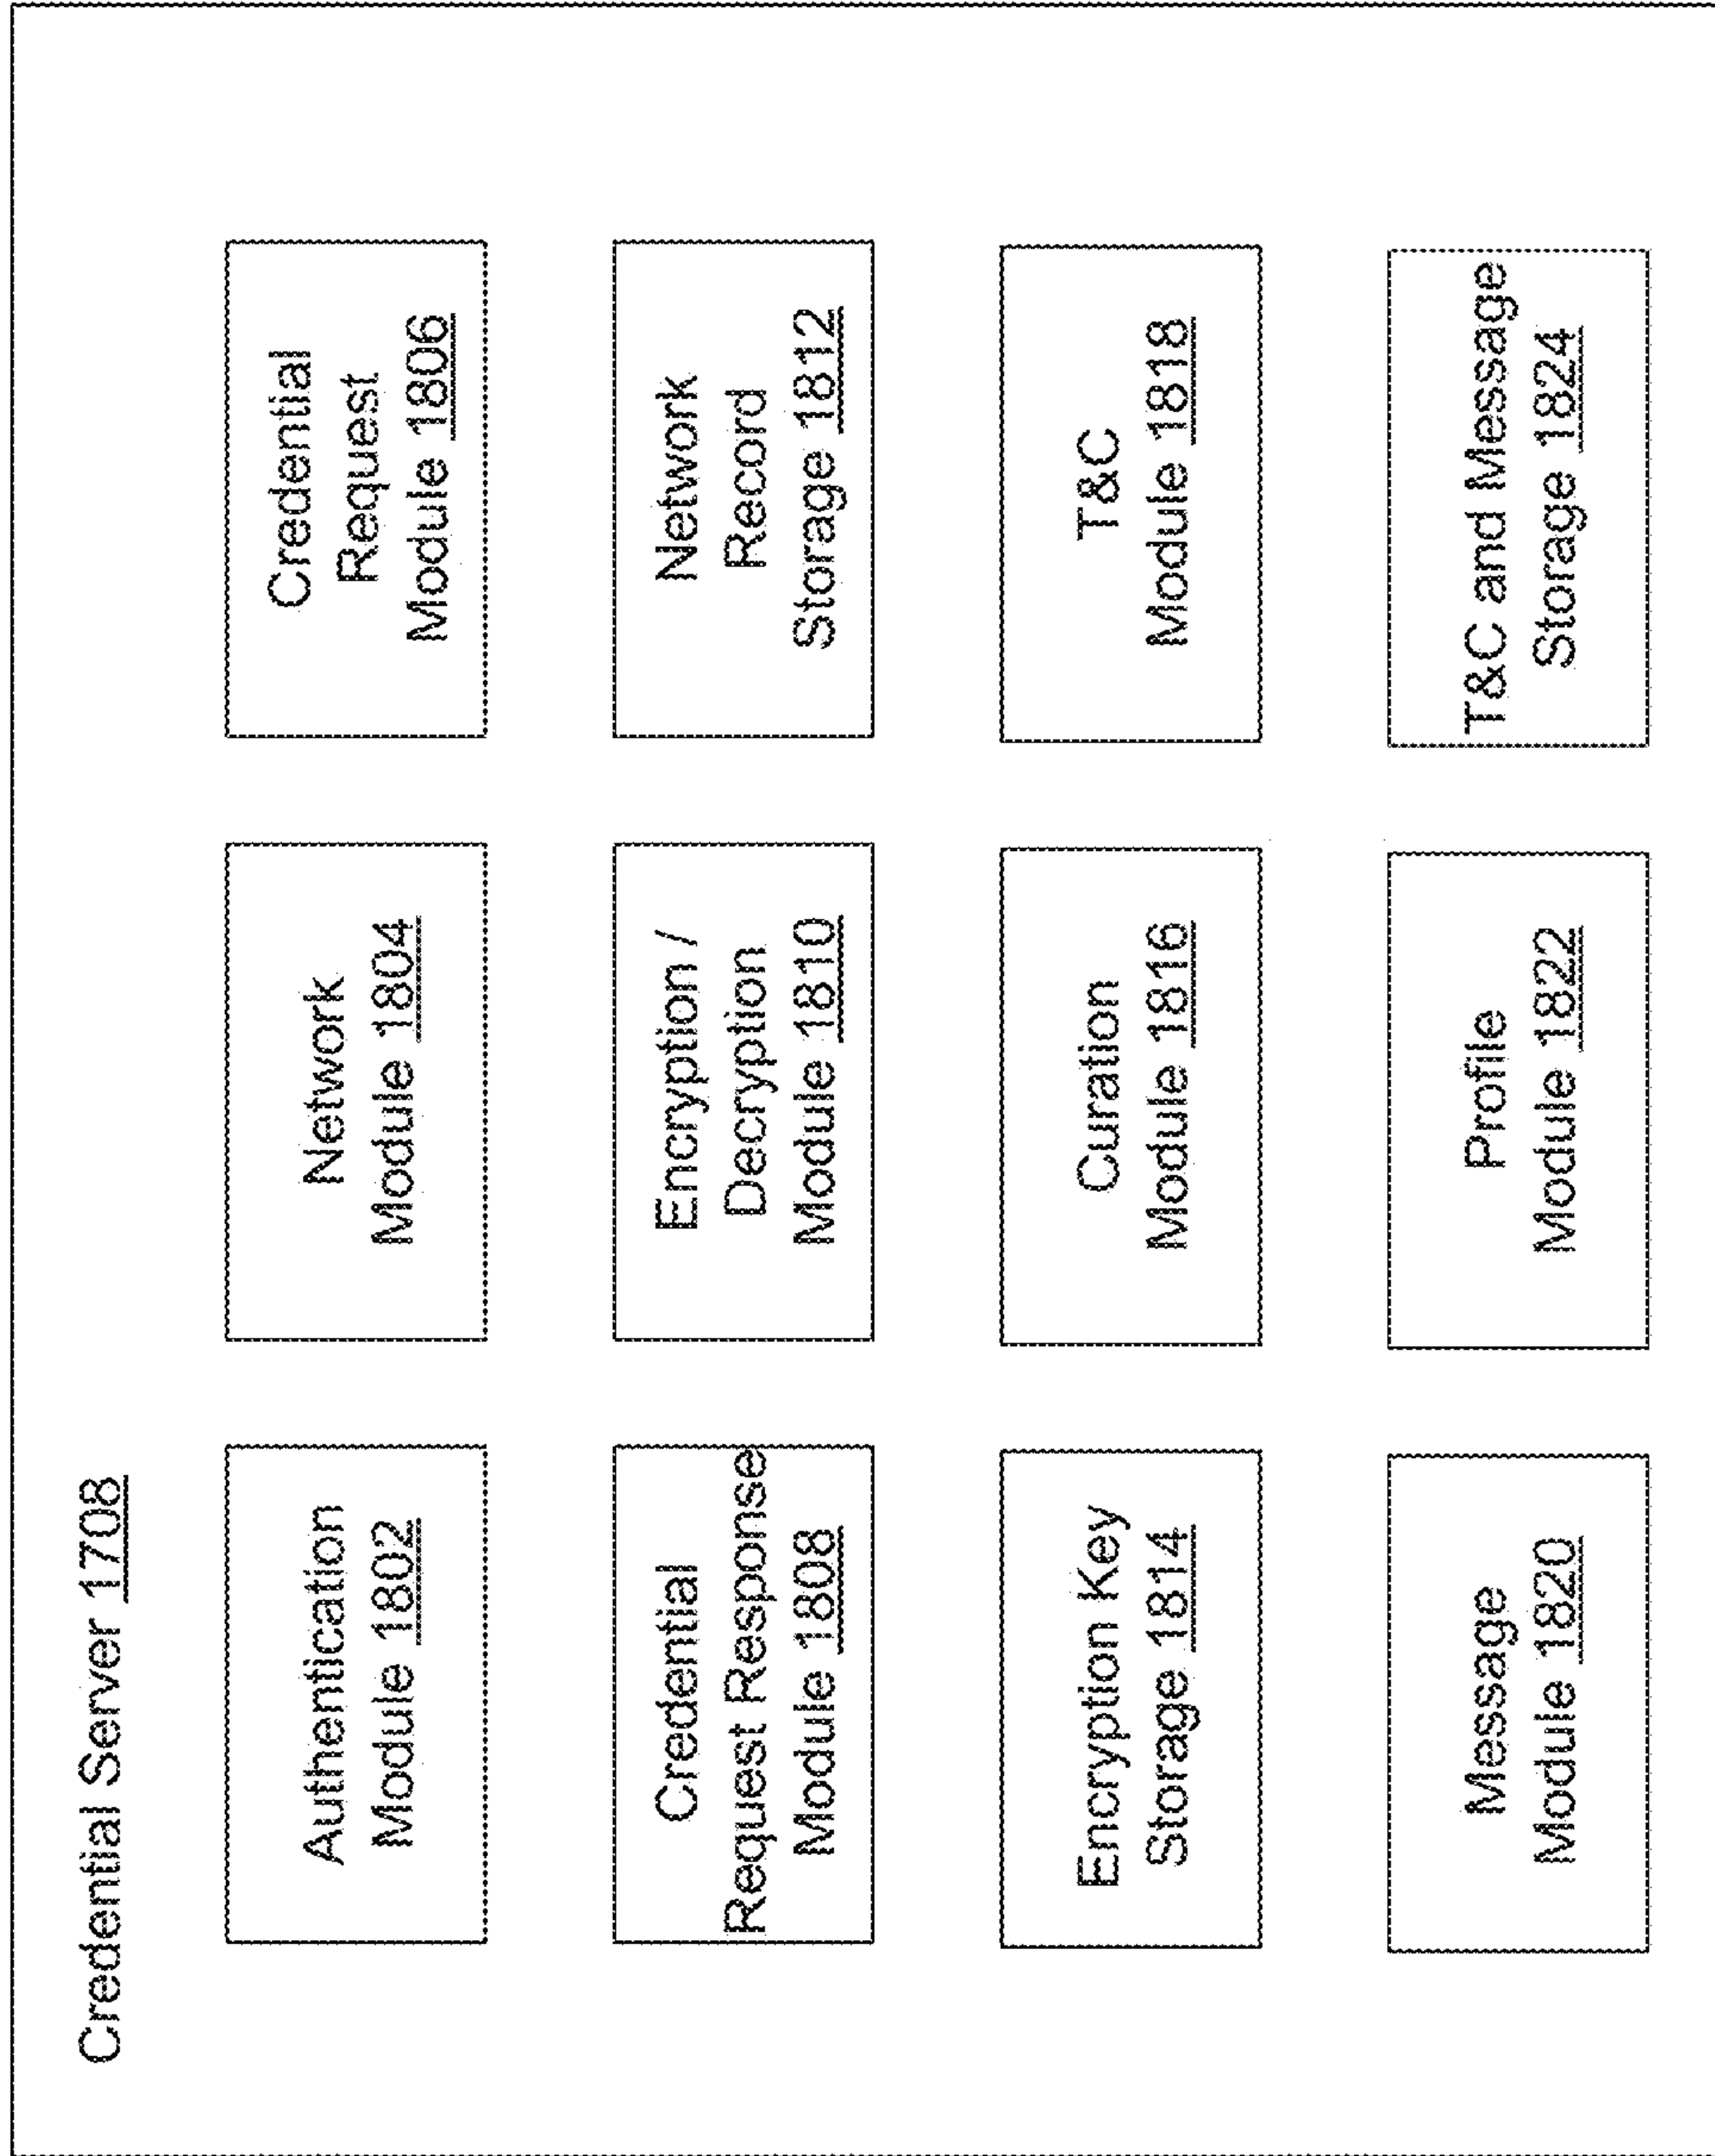 Credential Server 1708
Authentication
Module 1802
Network
Module 1804
Credential
Request
Module 1806
Credential
Request Response
Module 1808
Encryption /
Decryption
Module 1810
Network
Record
Storage 1812
Encryption Key
Storage 1814
Curation
Module 1816
T&C
Module 1818
Message
Module 1820
Profile
Module 1822
T&C and Message
Storage 1824